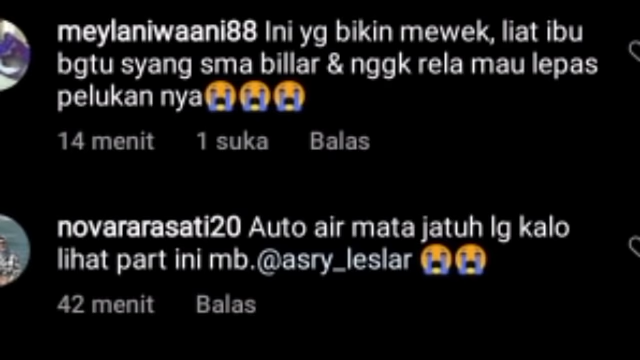 meylaniwaani88 Ini yg bikin mewek, liat ibu
bgtu syang sma billar & nggk rela mau lepas
pelukan nya😭😭😭
14 menit 1 suka Balas
novararasati20 Auto air mata jatuh lg kalo
lihat part ini mb.@asry_leslar 😭😭
42 menit Balas